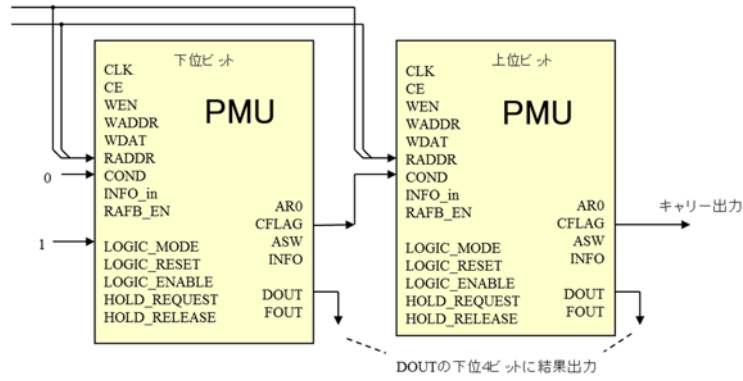 下位ビット
PMU
CLK
CE
WEN
WADDR
WDAT
RADDR
COND
INFO_in
RAFB_EN
LOGIC_MODE
LOGIC_RESET
LOGIC_ENABLE
HOLD_REQUEST
HOLD_RELEASE
AR0
CFLAG
ASW
INFO
DOUT
FOUT
0
1
上位ビット
PMU
CLK
CE
WEN
WADDR
WDAT
RADDR
COND
INFO_in
RAFB_EN
LOGIC_MODE
LOGIC_RESET
LOGIC_ENABLE
HOLD_REQUEST
HOLD_RELEASE
AR0
CFLAG
ASW
INFO
DOUT
FOUT
キャリー出力
DOUTの下位4ビットに結果出力